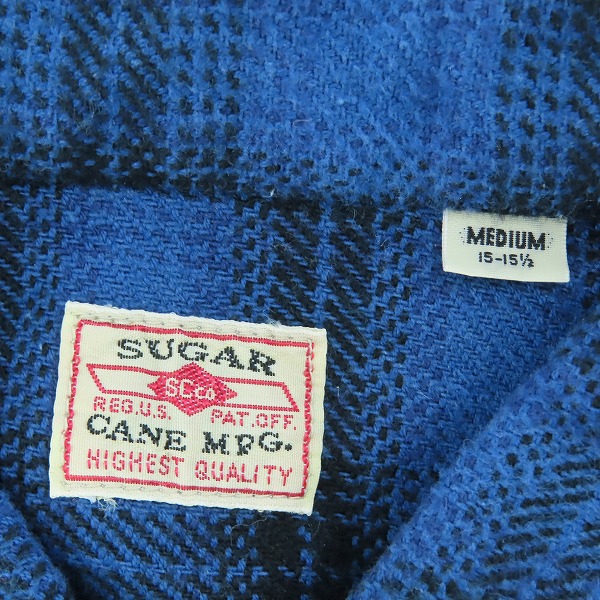 SUGAR
SC.Co.
REG.U.S. PAT.OFF.
CANE MFG.
HIGHEST QUALITY
MEDIUM
15-15½